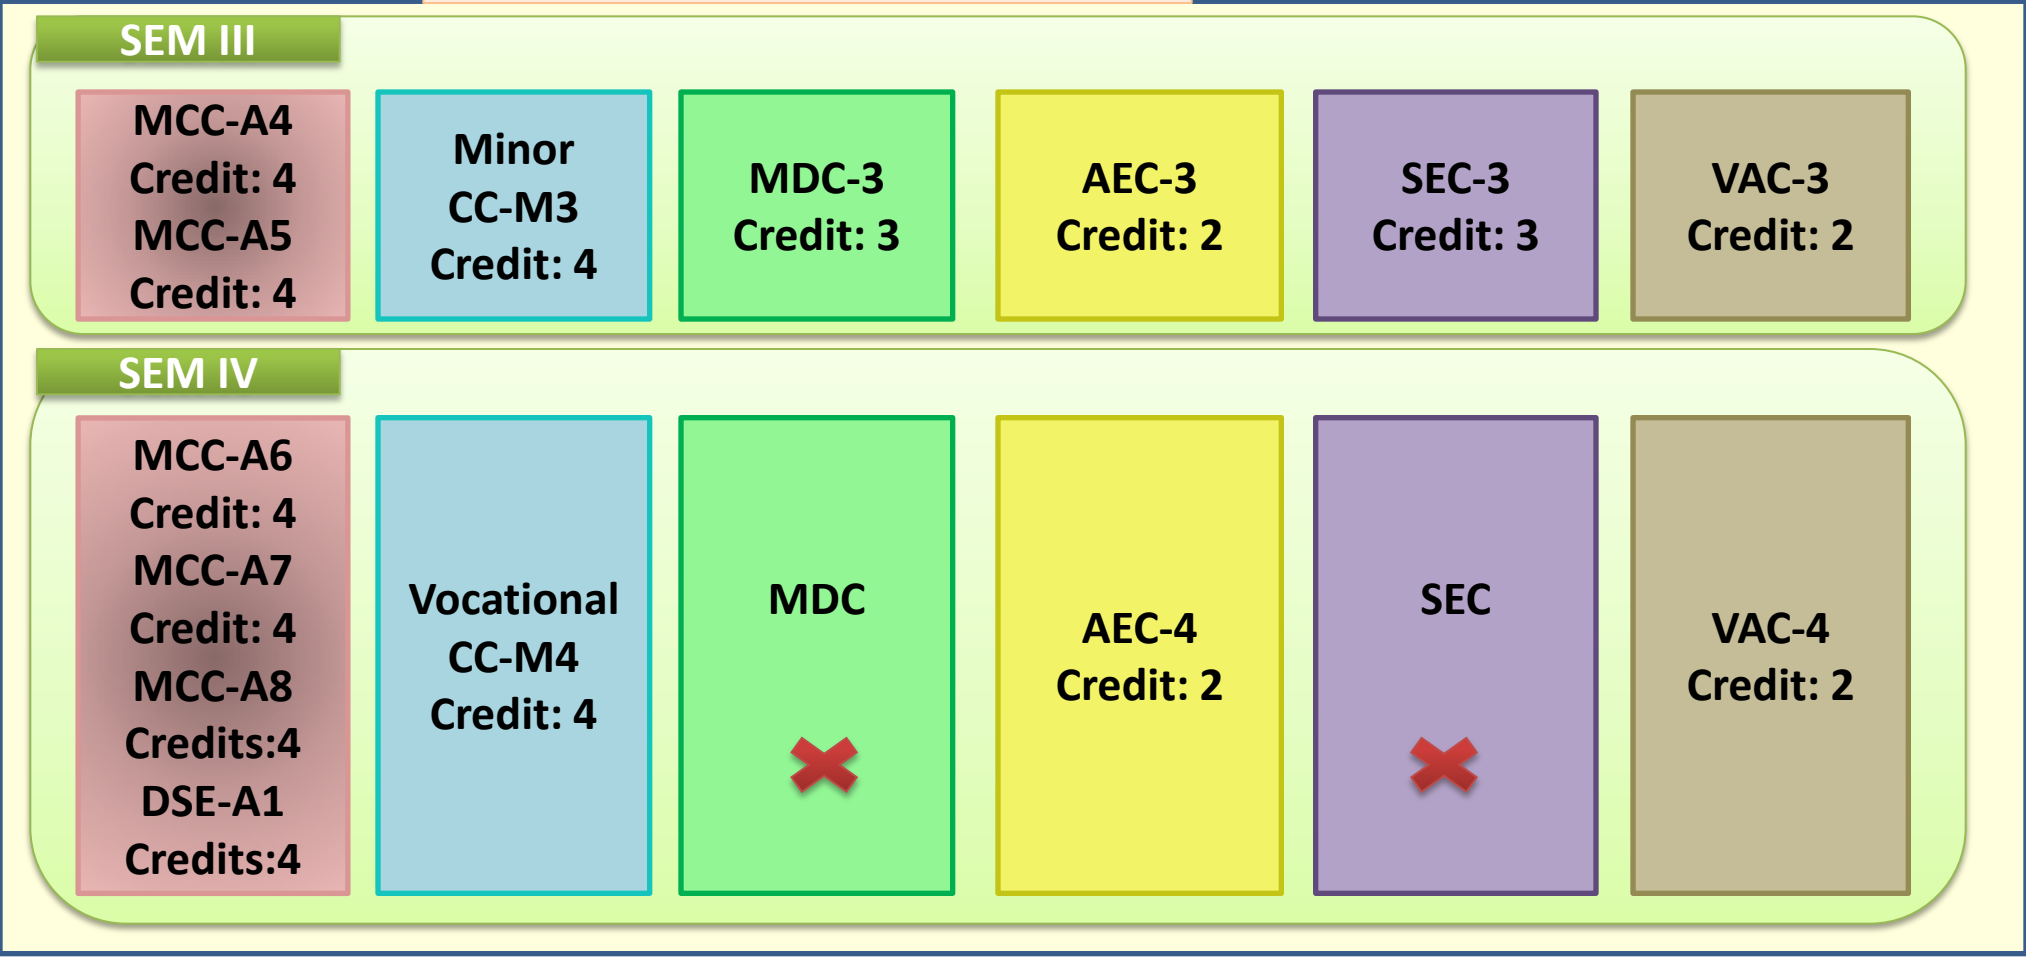 SEM III
MCC-A4
Credit: 4
MCC-A5
Credit: 4
Minor
CC-M3
Credit: 4
MDC-3
Credit: 3
AEC-3
Credit: 2
SEC-3
Credit: 3
VAC-3
Credit: 2
SEM IV
MCC-A6
Credit: 4
MCC-A7
Credit: 4
MCC-A8
Credits:4
DSE-A1
Credits:4
Vocational
CC-M4
Credit: 4
MDC
AEC-4
Credit: 2
SEC
VAC-4
Credit: 2